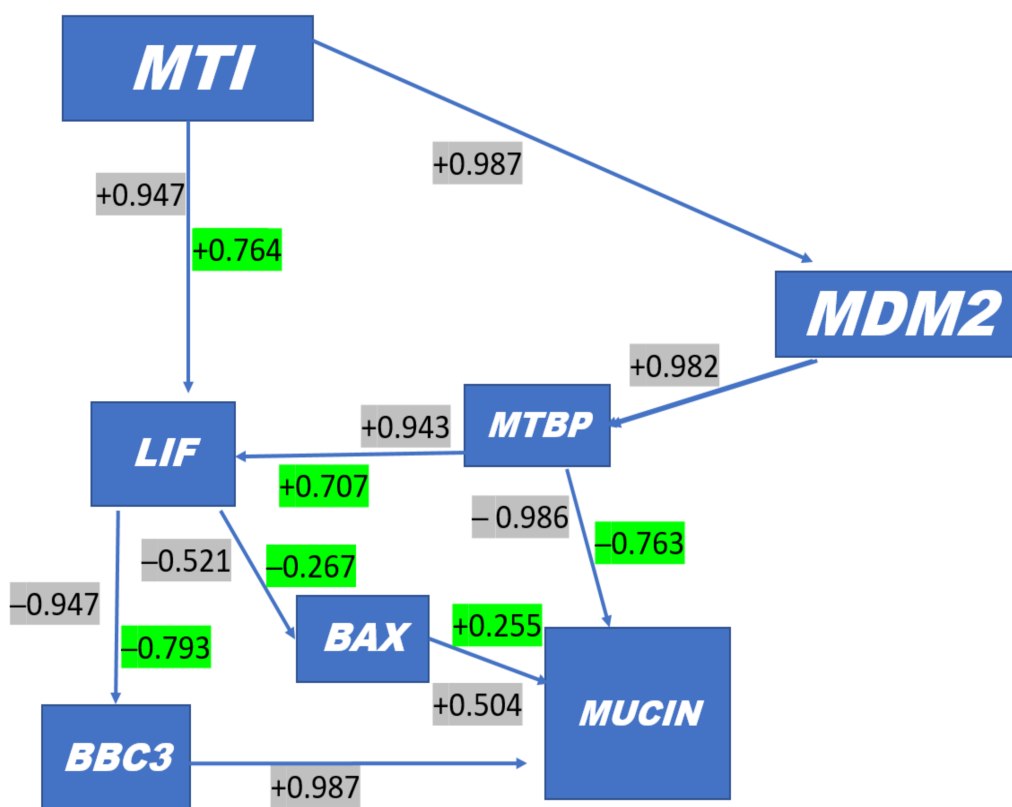 MTI
+0.987
+0.947
+0.764
MDM2
+0.982
MTBP
+0.943
LIF
+0.707
– 0.986
–0.763
–0.521
–0.267
–0.947
BAX
+0.255
–0.793
+0.504
MUCIN
BBC3
+0.987